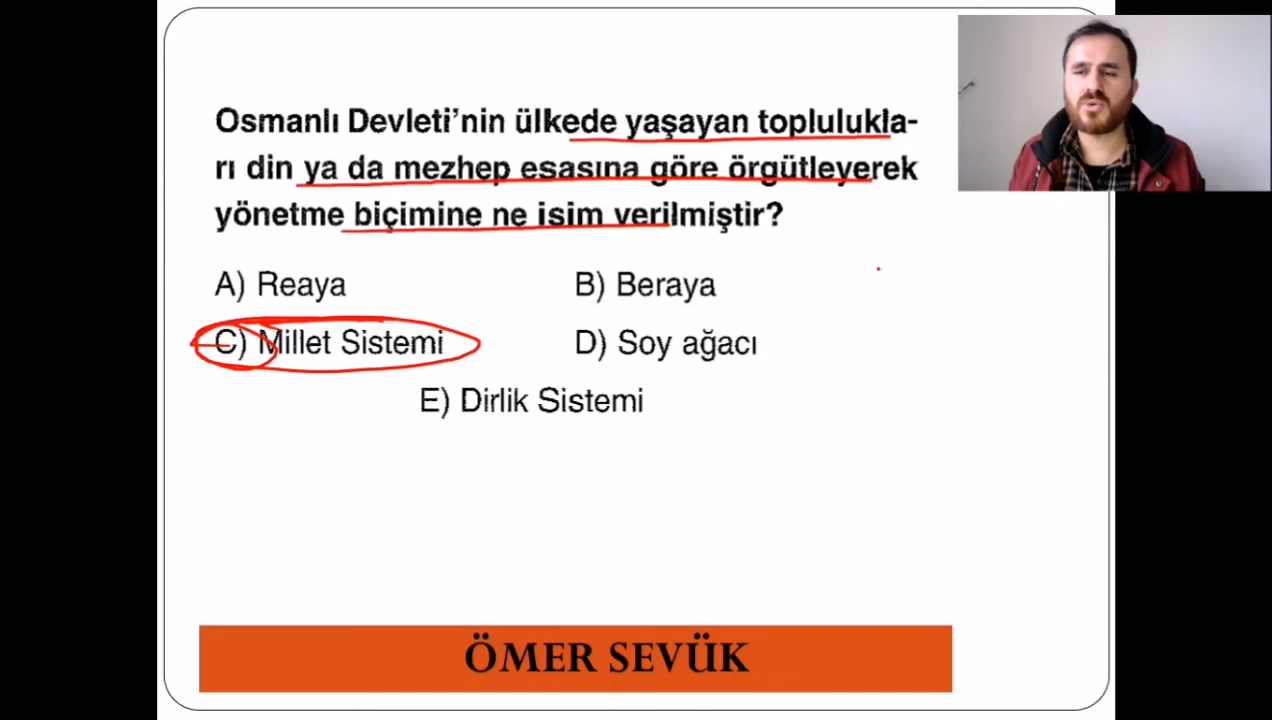 Osmanlı Devleti'nin ülkede yaşayan toplulukla-
rı din ya da mezhep esasına göre örgütleyerek
yönetme biçimine ne isim verilmiştir?
A) Reaya B) Beraya
C) Millet Sistemi D) Soy ağacı
E) Dirlik Sistemi
ÖMER SEVÜK